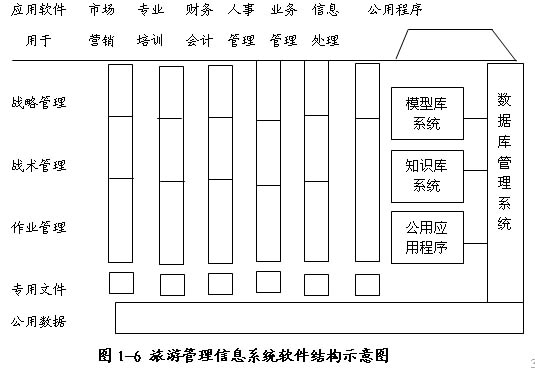 应用软件 市场 专业 财务 人事 业务 信息 公用程序
用于 营销 培训 会计 管理 管理 处理
战略管理
模型库
系统
数据库管理系统
战术管理
知识库
系统
作业管理
公用应
用程序
专用文件
公用数据
图 1-6 旅游管理信息系统软件结构示意图